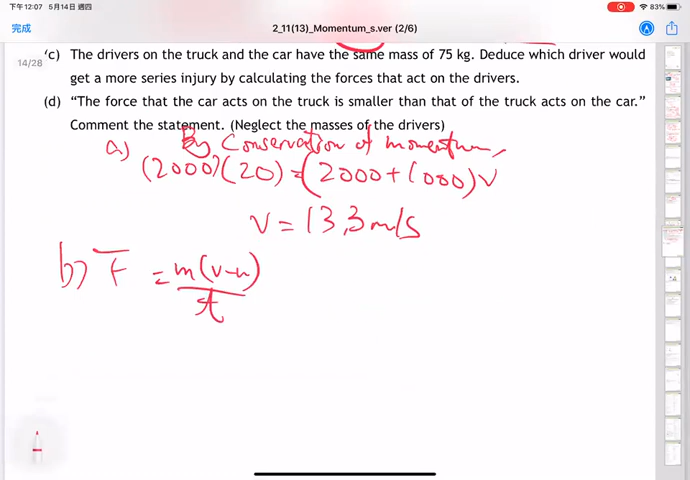 下午12:07 5月14日 週四
83%
完成
2_11(13)_Momentum_s.ver (2/6)
14/28
(c) The drivers on the truck and the car have the same mass of 75 kg. Deduce which driver would
get a more series injury by calculating the forces that act on the drivers.
(d) “The force that the car acts on the truck is smaller than that of the truck acts on the car.”
Comment the statement. (Neglect the masses of the drivers)
a) By Conservation of momentum,
(2000)(20) = (2000+1000)v
v = 13.3 m/s
b) F = m(v-u)
t